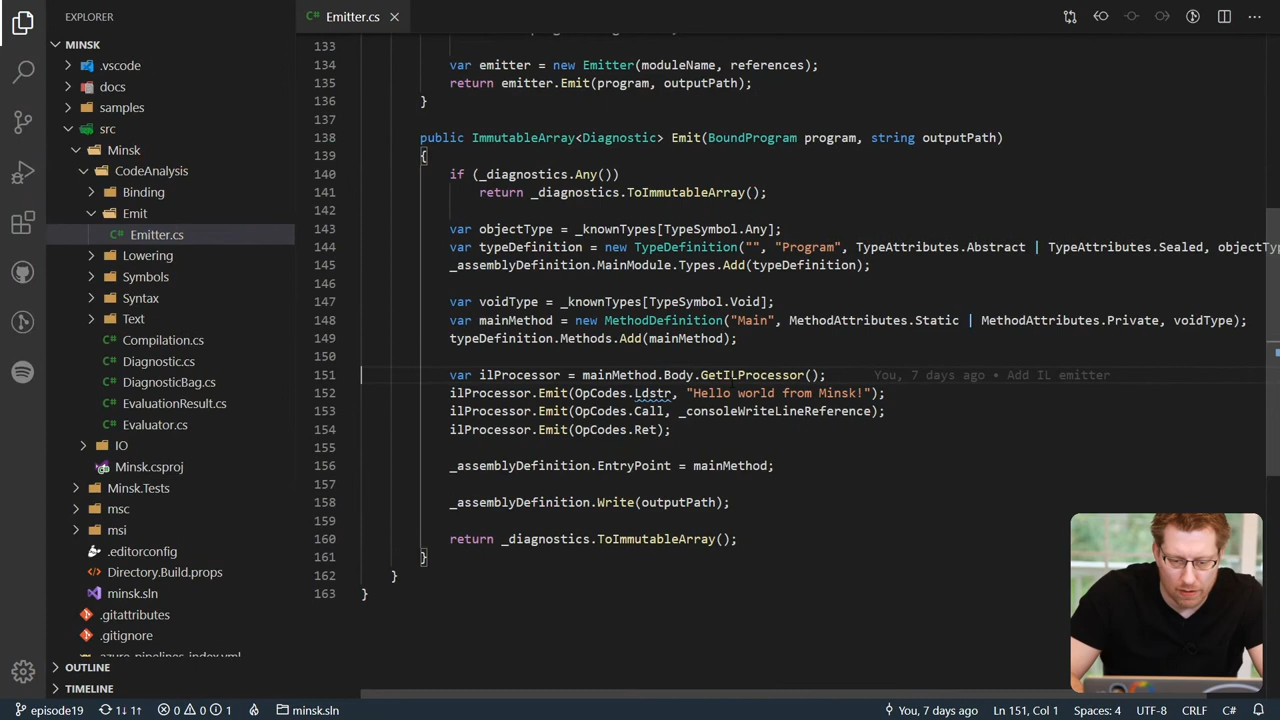 EXPLORER
MINSK
.vscode
docs
samples
src
Minsk
CodeAnalysis
Binding
Emit
Emitter.cs
Lowering
Symbols
Syntax
Text
Compilation.cs
Diagnostic.cs
DiagnosticBag.cs
EvaluationResult.cs
Evaluator.cs
IO
Minsk.csproj
Minsk.Tests
msc
msi
.editorconfig
Directory.Build.props
minsk.sln
.gitattributes
.gitignore
azure-pipelines-index.yml
OUTLINE
TIMELINE
Emitter.cs
133
134 var emitter = new Emitter(moduleName, references);
135 return emitter.Emit(program, outputPath);
136 }
137
138 public ImmutableArray<Diagnostic> Emit(BoundProgram program, string outputPath)
139 {
140 if (_diagnostics.Any())
141 return _diagnostics.ToImmutableArray();
142
143 var objectType = _knownTypes[TypeSymbol.Any];
144 var typeDefinition = new TypeDefinition("", "Program", TypeAttributes.Abstract | TypeAttributes.Sealed, objectTy
145 _assemblyDefinition.MainModule.Types.Add(typeDefinition);
146
147 var voidType = _knownTypes[TypeSymbol.Void];
148 var mainMethod = new MethodDefinition("Main", MethodAttributes.Static | MethodAttributes.Private, voidType);
149 typeDefinition.Methods.Add(mainMethod);
150
151 var ilProcessor = mainMethod.Body.GetILProcessor(); You, 7 days ago • Add IL emitter
152 ilProcessor.Emit(OpCodes.Ldstr, "Hello world from Minsk!");
153 ilProcessor.Emit(OpCodes.Call, _consoleWriteLineReference);
154 ilProcessor.Emit(OpCodes.Ret);
155
156 _assemblyDefinition.EntryPoint = mainMethod;
157
158 _assemblyDefinition.Write(outputPath);
159
160 return _diagnostics.ToImmutableArray();
161 }
162 }
163 }
episode19 1↓ 1↑ 0 0 1 minsk.sln You, 7 days ago Ln 151, Col 1 Spaces: 4 UTF-8 CRLF C#